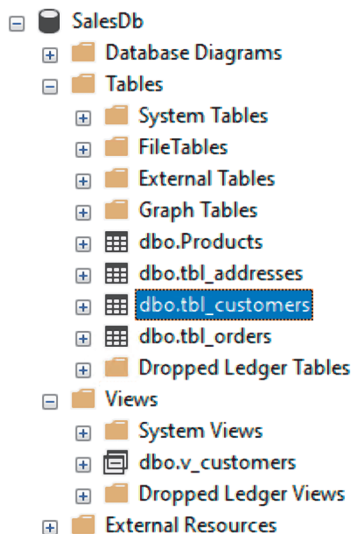 SalesDb
Database Diagrams
Tables
System Tables
FileTables
External Tables
Graph Tables
dbo.Products
dbo.tbl_addresses
dbo.tbl_customers
dbo.tbl_orders
Dropped Ledger Tables
Views
System Views
dbo.v_customers
Dropped Ledger Views
External Resources